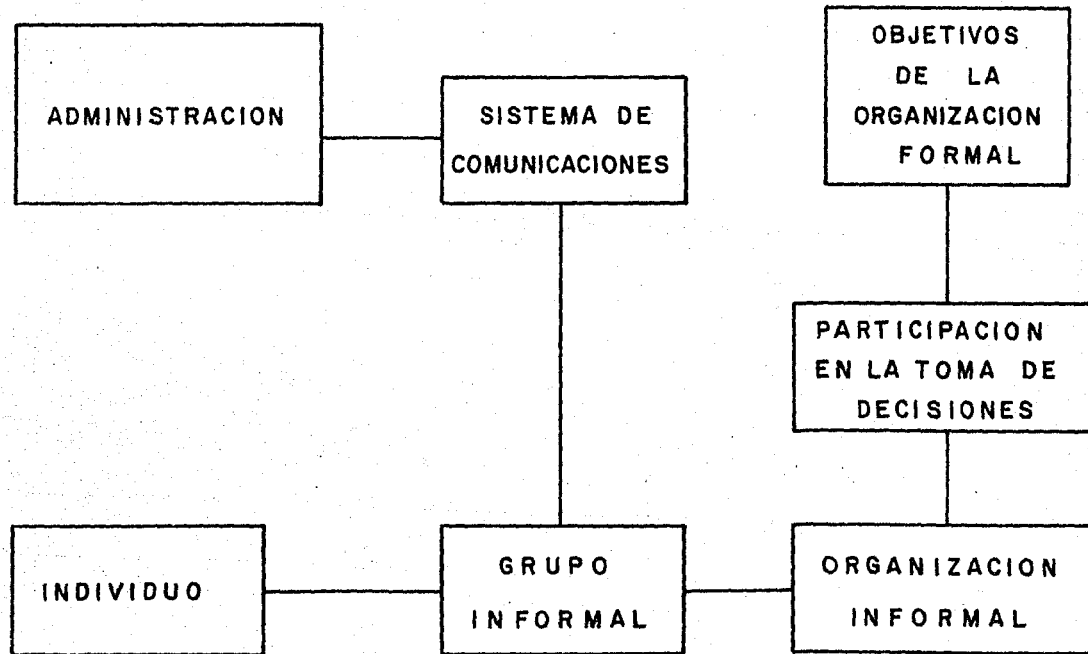 ADMINISTRACION
SISTEMA DE
COMUNICACIONES
OBJETIVOS
DE LA
ORGANIZACION
FORMAL
PARTICIPACION
EN LA TOMA DE
DECISIONES
INDIVIDUO
GRUPO
INFORMAL
ORGANIZACION
INFORMAL